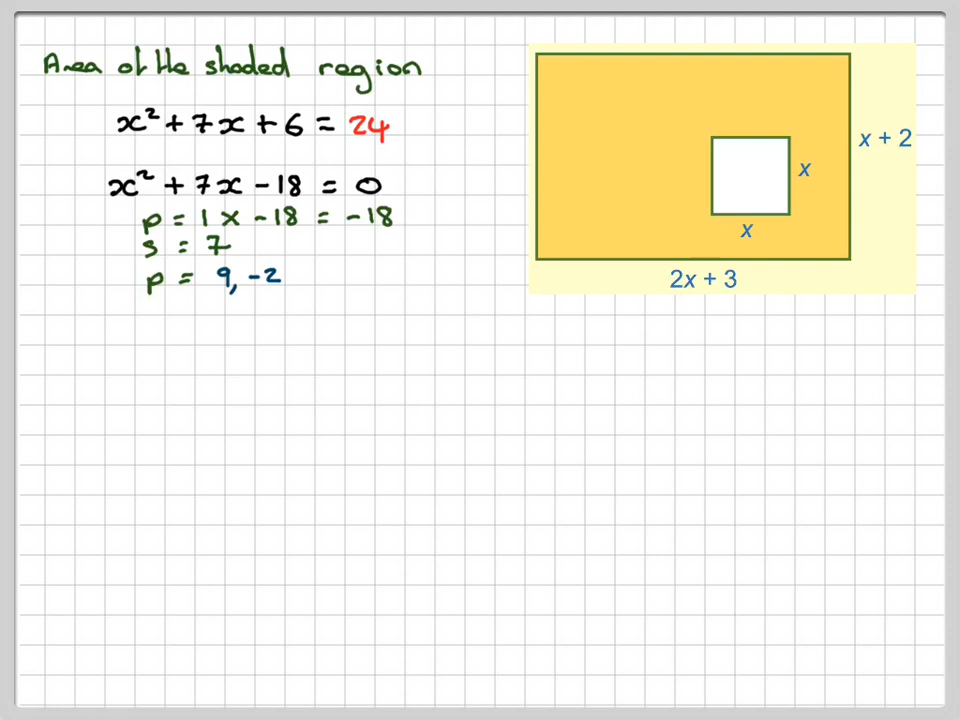 Area of the shaded region
x² + 7x + 6 = 24
x² + 7x - 18 = 0
p = 1 x -18 = -18
s = 7
p = 9, -2
x + 2
x
x
2x + 3